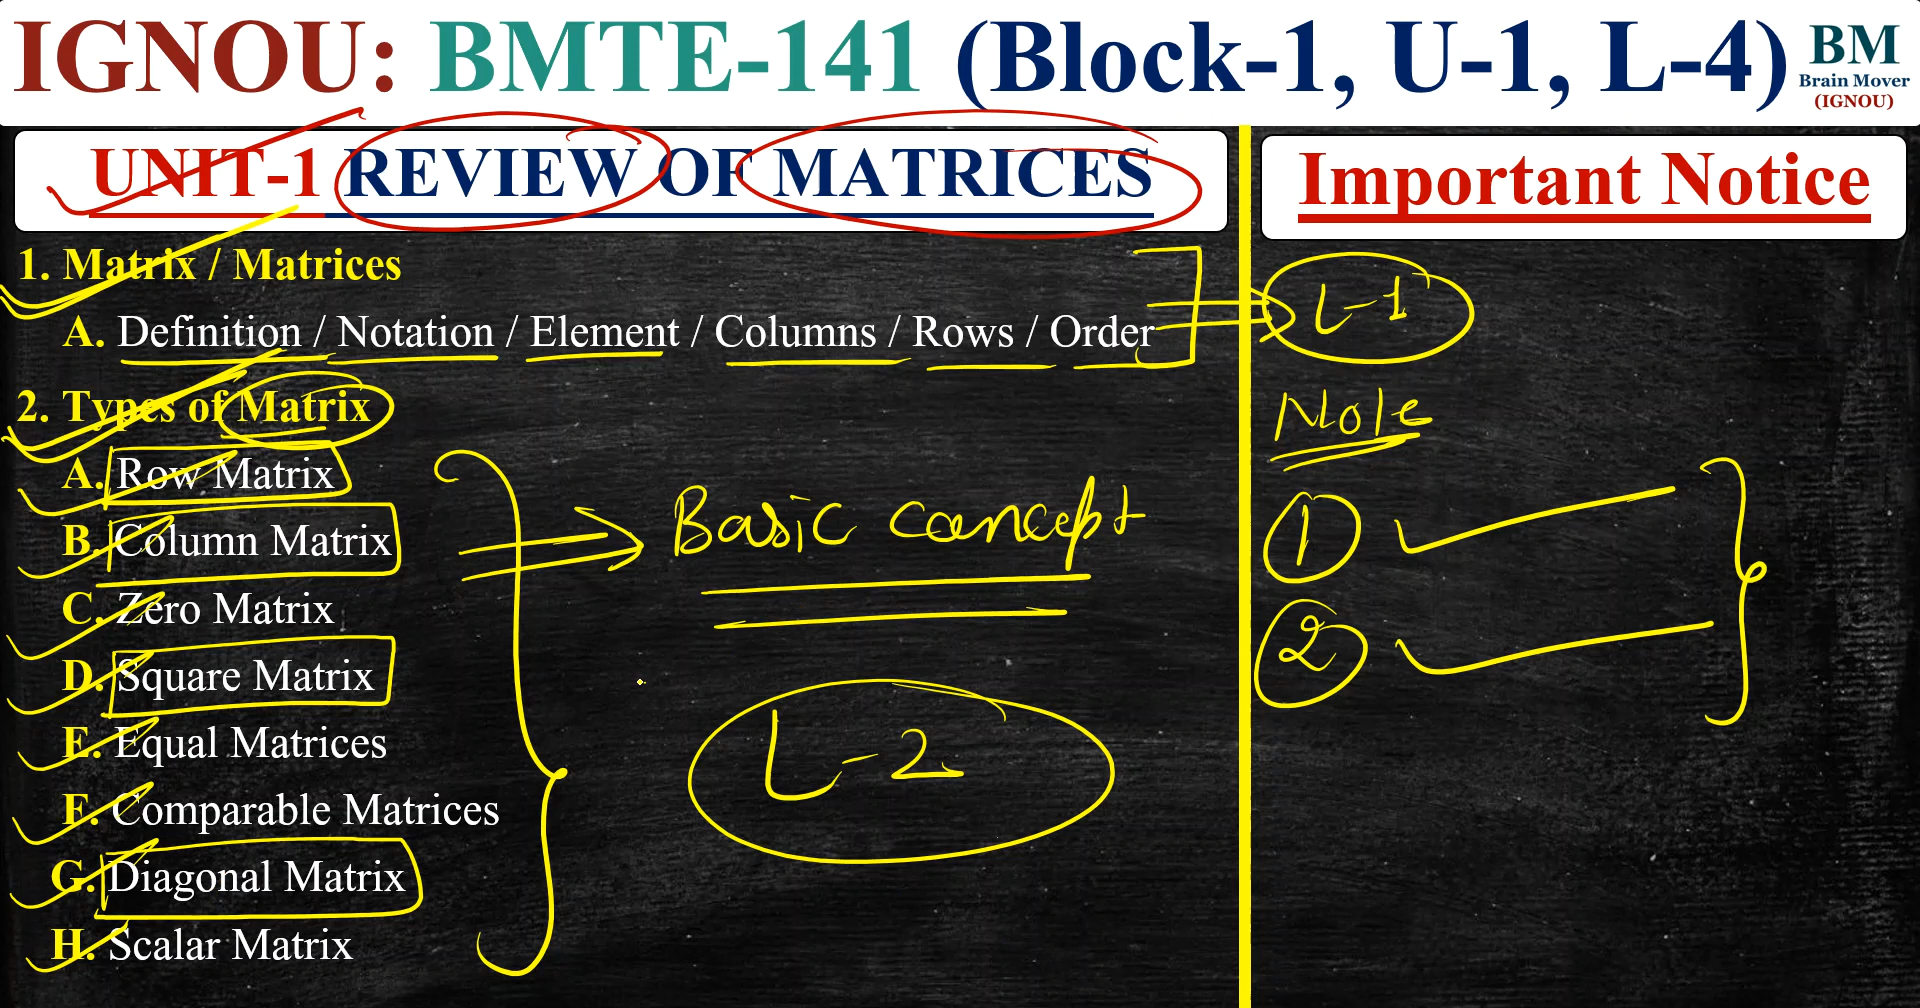 IGNOU: BMTE-141 (Block-1, U-1, L-4)
BM
Brain Mover
(IGNOU)
UNIT-1 REVIEW OF MATRICES
1. Matrix / Matrices
A. Definition / Notation / Element / Columns / Rows / Order
2. Types of Matrix
A. Row Matrix
B. Column Matrix
C. Zero Matrix
D. Square Matrix
E. Equal Matrices
F. Comparable Matrices
G. Diagonal Matrix
H. Scalar Matrix
Basic concept
L-2
Important Notice
L-1
Note
1
2